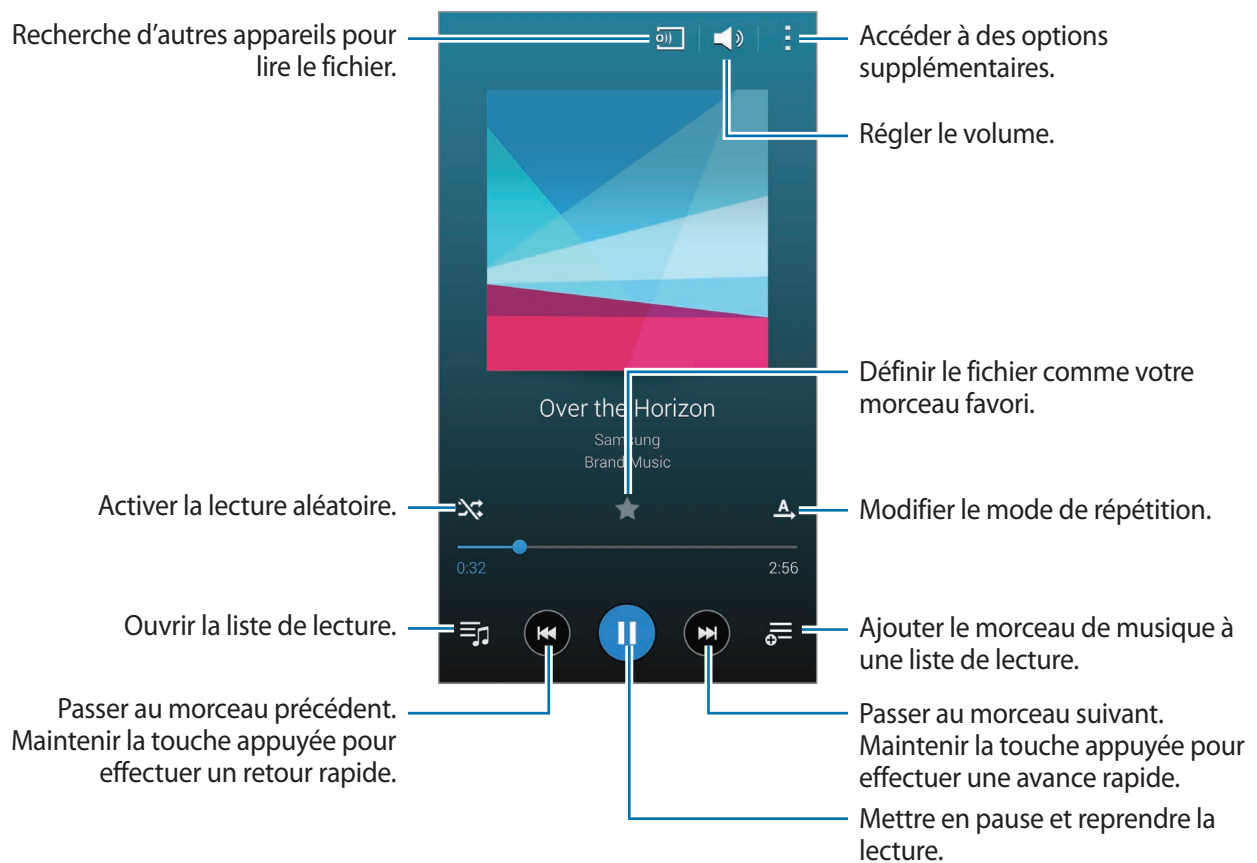 Recherche d'autres appareils pour
lire le fichier.
Accéder à des options
supplémentaires.
Régler le volume.
Définir le fichier comme votre
morceau favori.
Over the Horizon
Samsung
Brand Music
Activer la lecture aléatoire.
A
Modifier le mode de répétition.
0:32
2:56
Ouvrir la liste de lecture.
Ajouter le morceau de musique à
une liste de lecture.
Passer au morceau précédent.
Maintenir la touche appuyée pour
effectuer un retour rapide.
Passer au morceau suivant.
Maintenir la touche appuyée pour
effectuer une avance rapide.
Mettre en pause et reprendre la
lecture.